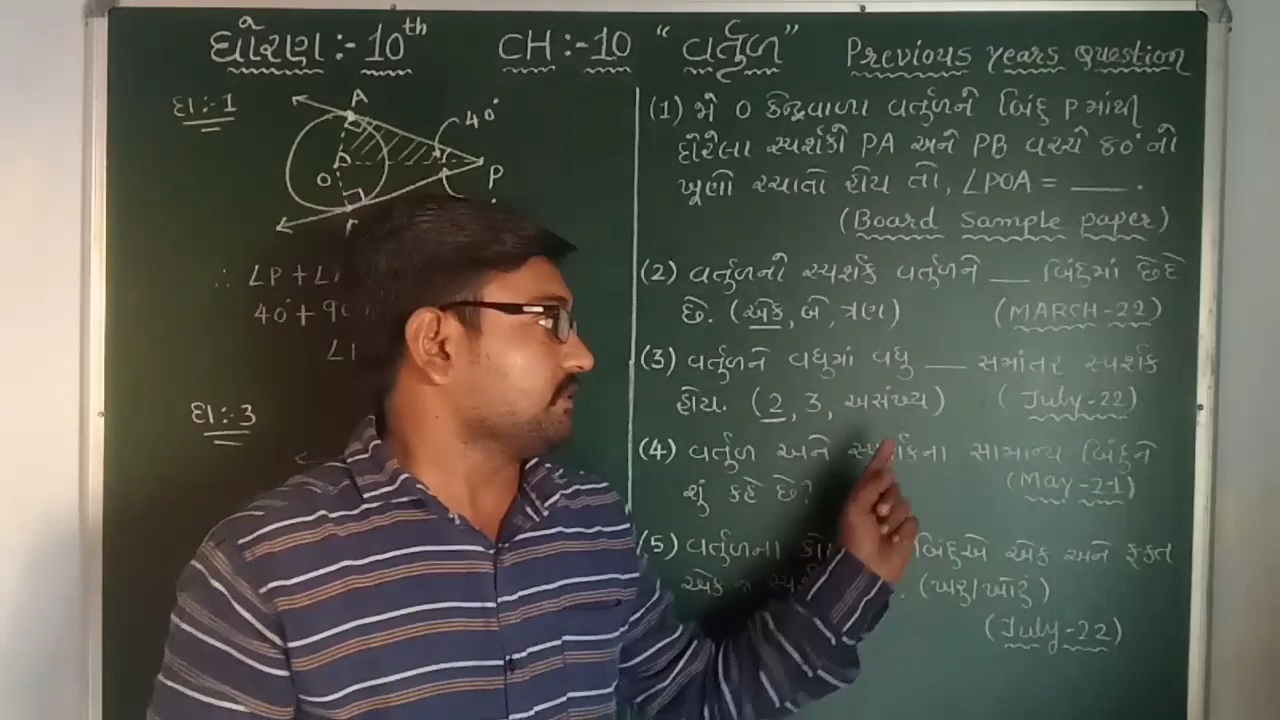 ધોરણ :- 10th CH :- 10 "વર્તુળ" Previous years Question
દા:-1
A
40°
O
P
∴ ∠P + ∠
40° + 90
∠
દા:-3
(1) જો O કેન્દ્રવાળા વર્તુળને બિંદુ P માંથી
દોરેલા સ્પર્શકો PA અને PB વચ્ચે 80° નો
ખૂણો રચાતો હોય તો, ∠POA = ___ .
(Board Sample paper)
(2) વર્તુળનો સ્પર્શક વર્તુળને __ બિંદુમાં છેદે
છે. (એક, બે, ત્રણ) (MARCH-22)
(3) વર્તુળને વધુમાં વધુ ___ સમાંતર સ્પર્શક
હોય. (2, 3, અસંખ્ય) (July-22)
(4) વર્તુળ અને સ્પર્શકના સામાન્ય બિંદુને
શું કહે છે? (May-21)
(5) વર્તુળના બિંદુએ એક અને ફક્ત
એક જ . (ખરું/ખોટું)
(July-22)